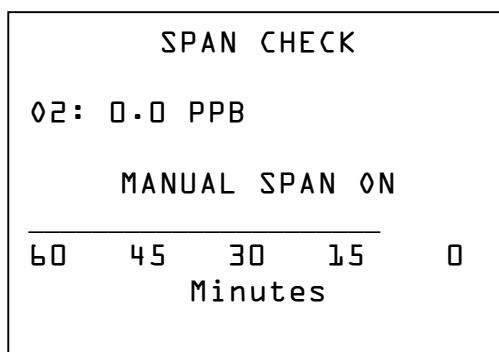 SPAN CHECK
O2: 0.0 PPB
MANUAL SPAN ON
60 45 30 15 0
Minutes